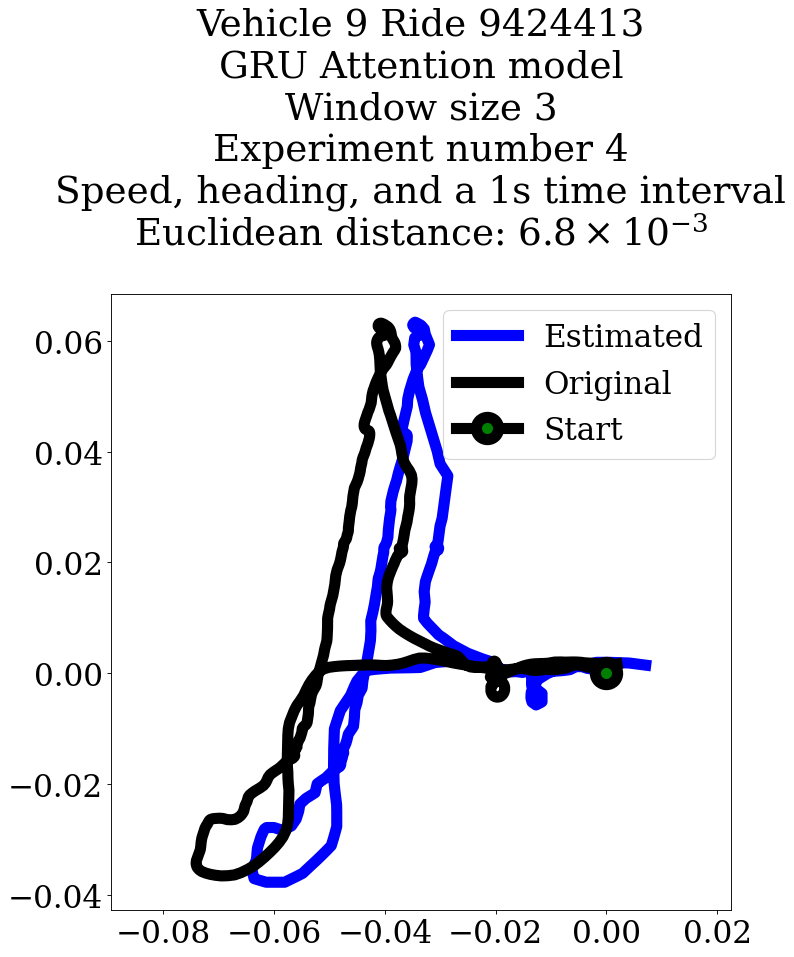 Vehicle 9 Ride 9424413
GRU Attention model
Window size 3
Experiment number 4
Speed, heading, and a 1s time interval
Euclidean distance: 6.8 × 10⁻³
Estimated
Original
Start
0.06
0.04
0.02
0.00
−0.02
−0.04
−0.08 −0.06 −0.04 −0.02 0.00 0.02